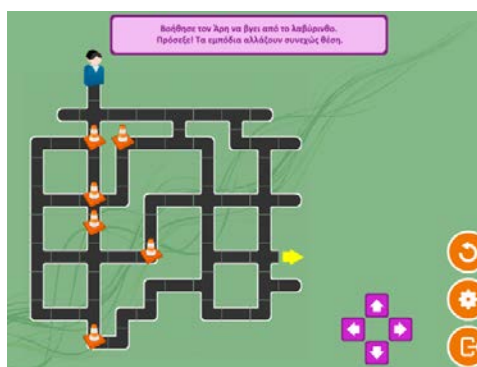 Βοήθησε τον Άρη να βγει από το λαβύρινθο.
Πρόσεξε! Τα εμπόδια αλλάζουν συνεχώς θέση.